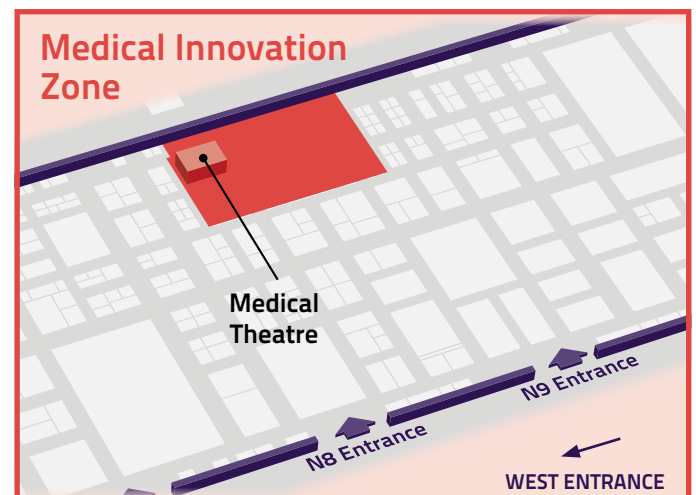 Medical Innovation
Zone
Medical
Theatre
N9 Entrance
N8 Entrance
WEST ENTRANCE